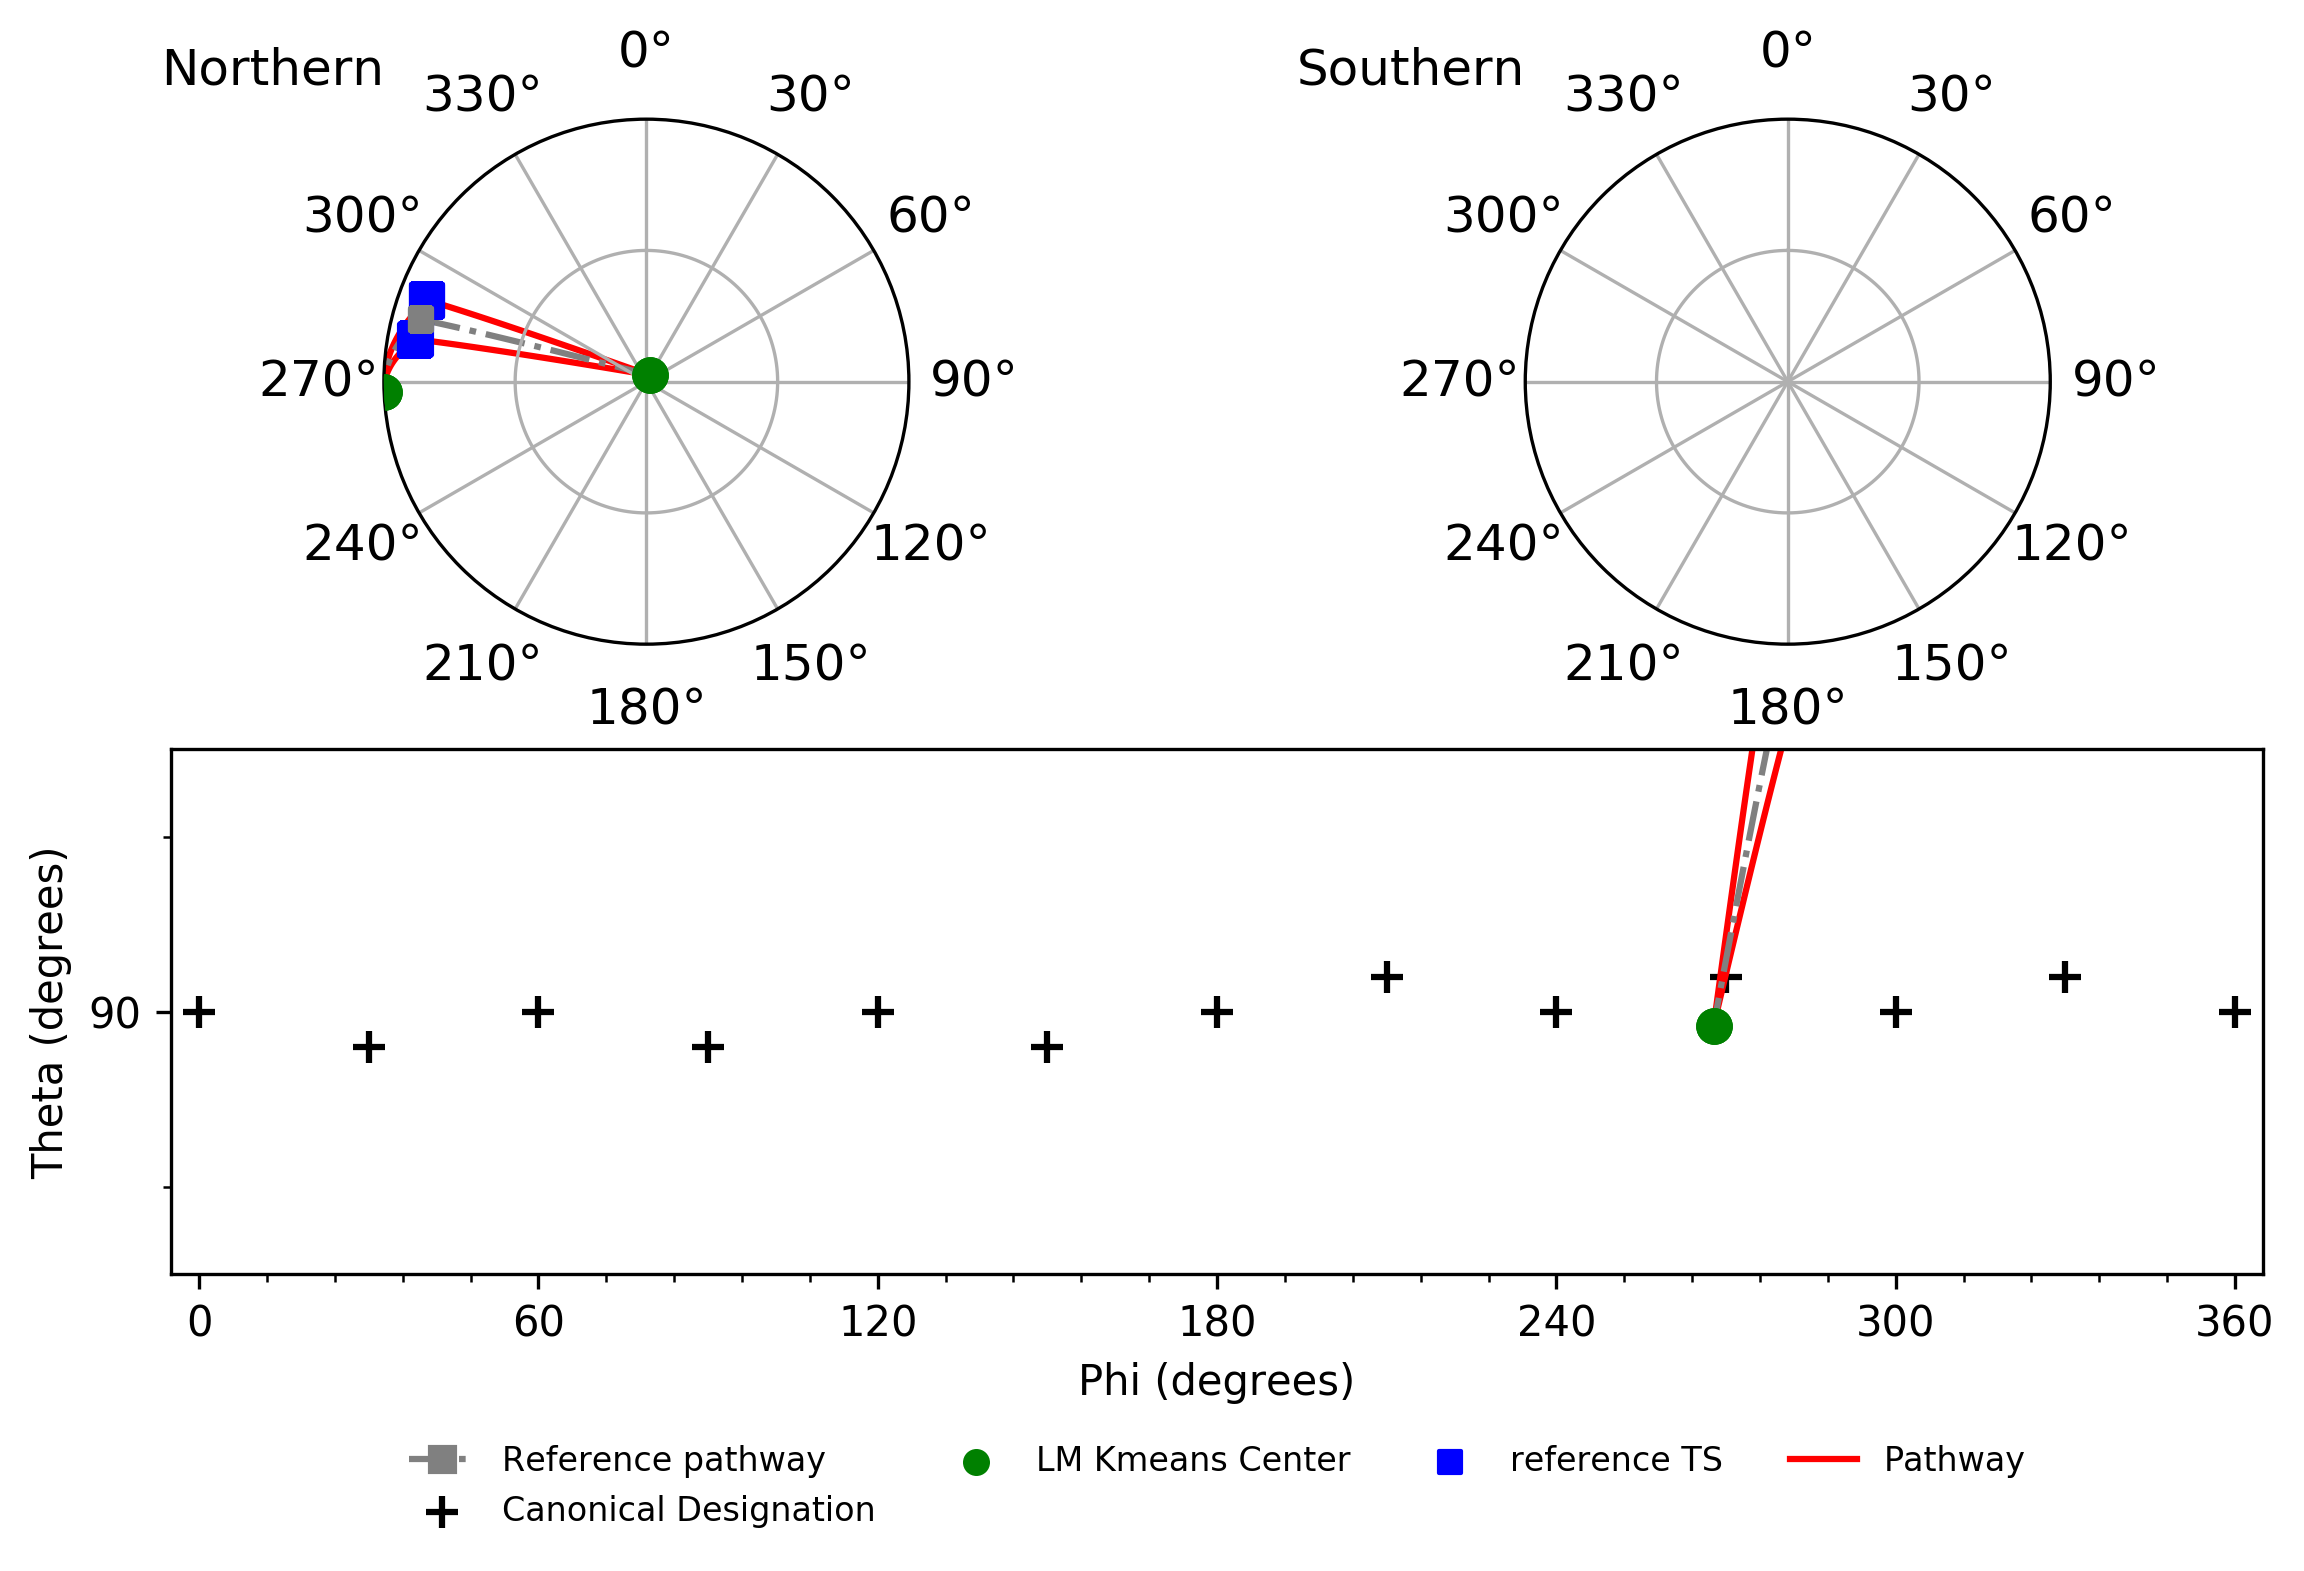 Northern
0°
30°
60°
90°
120°
150°
180°
210°
240°
270°
300°
330°
Southern
0°
30°
60°
90°
120°
150°
180°
210°
240°
270°
300°
330°
Theta (degrees)
90
0 60 120 180 240 300 360
Phi (degrees)
Reference pathway
Canonical Designation
LM Kmeans Center
reference TS
Pathway